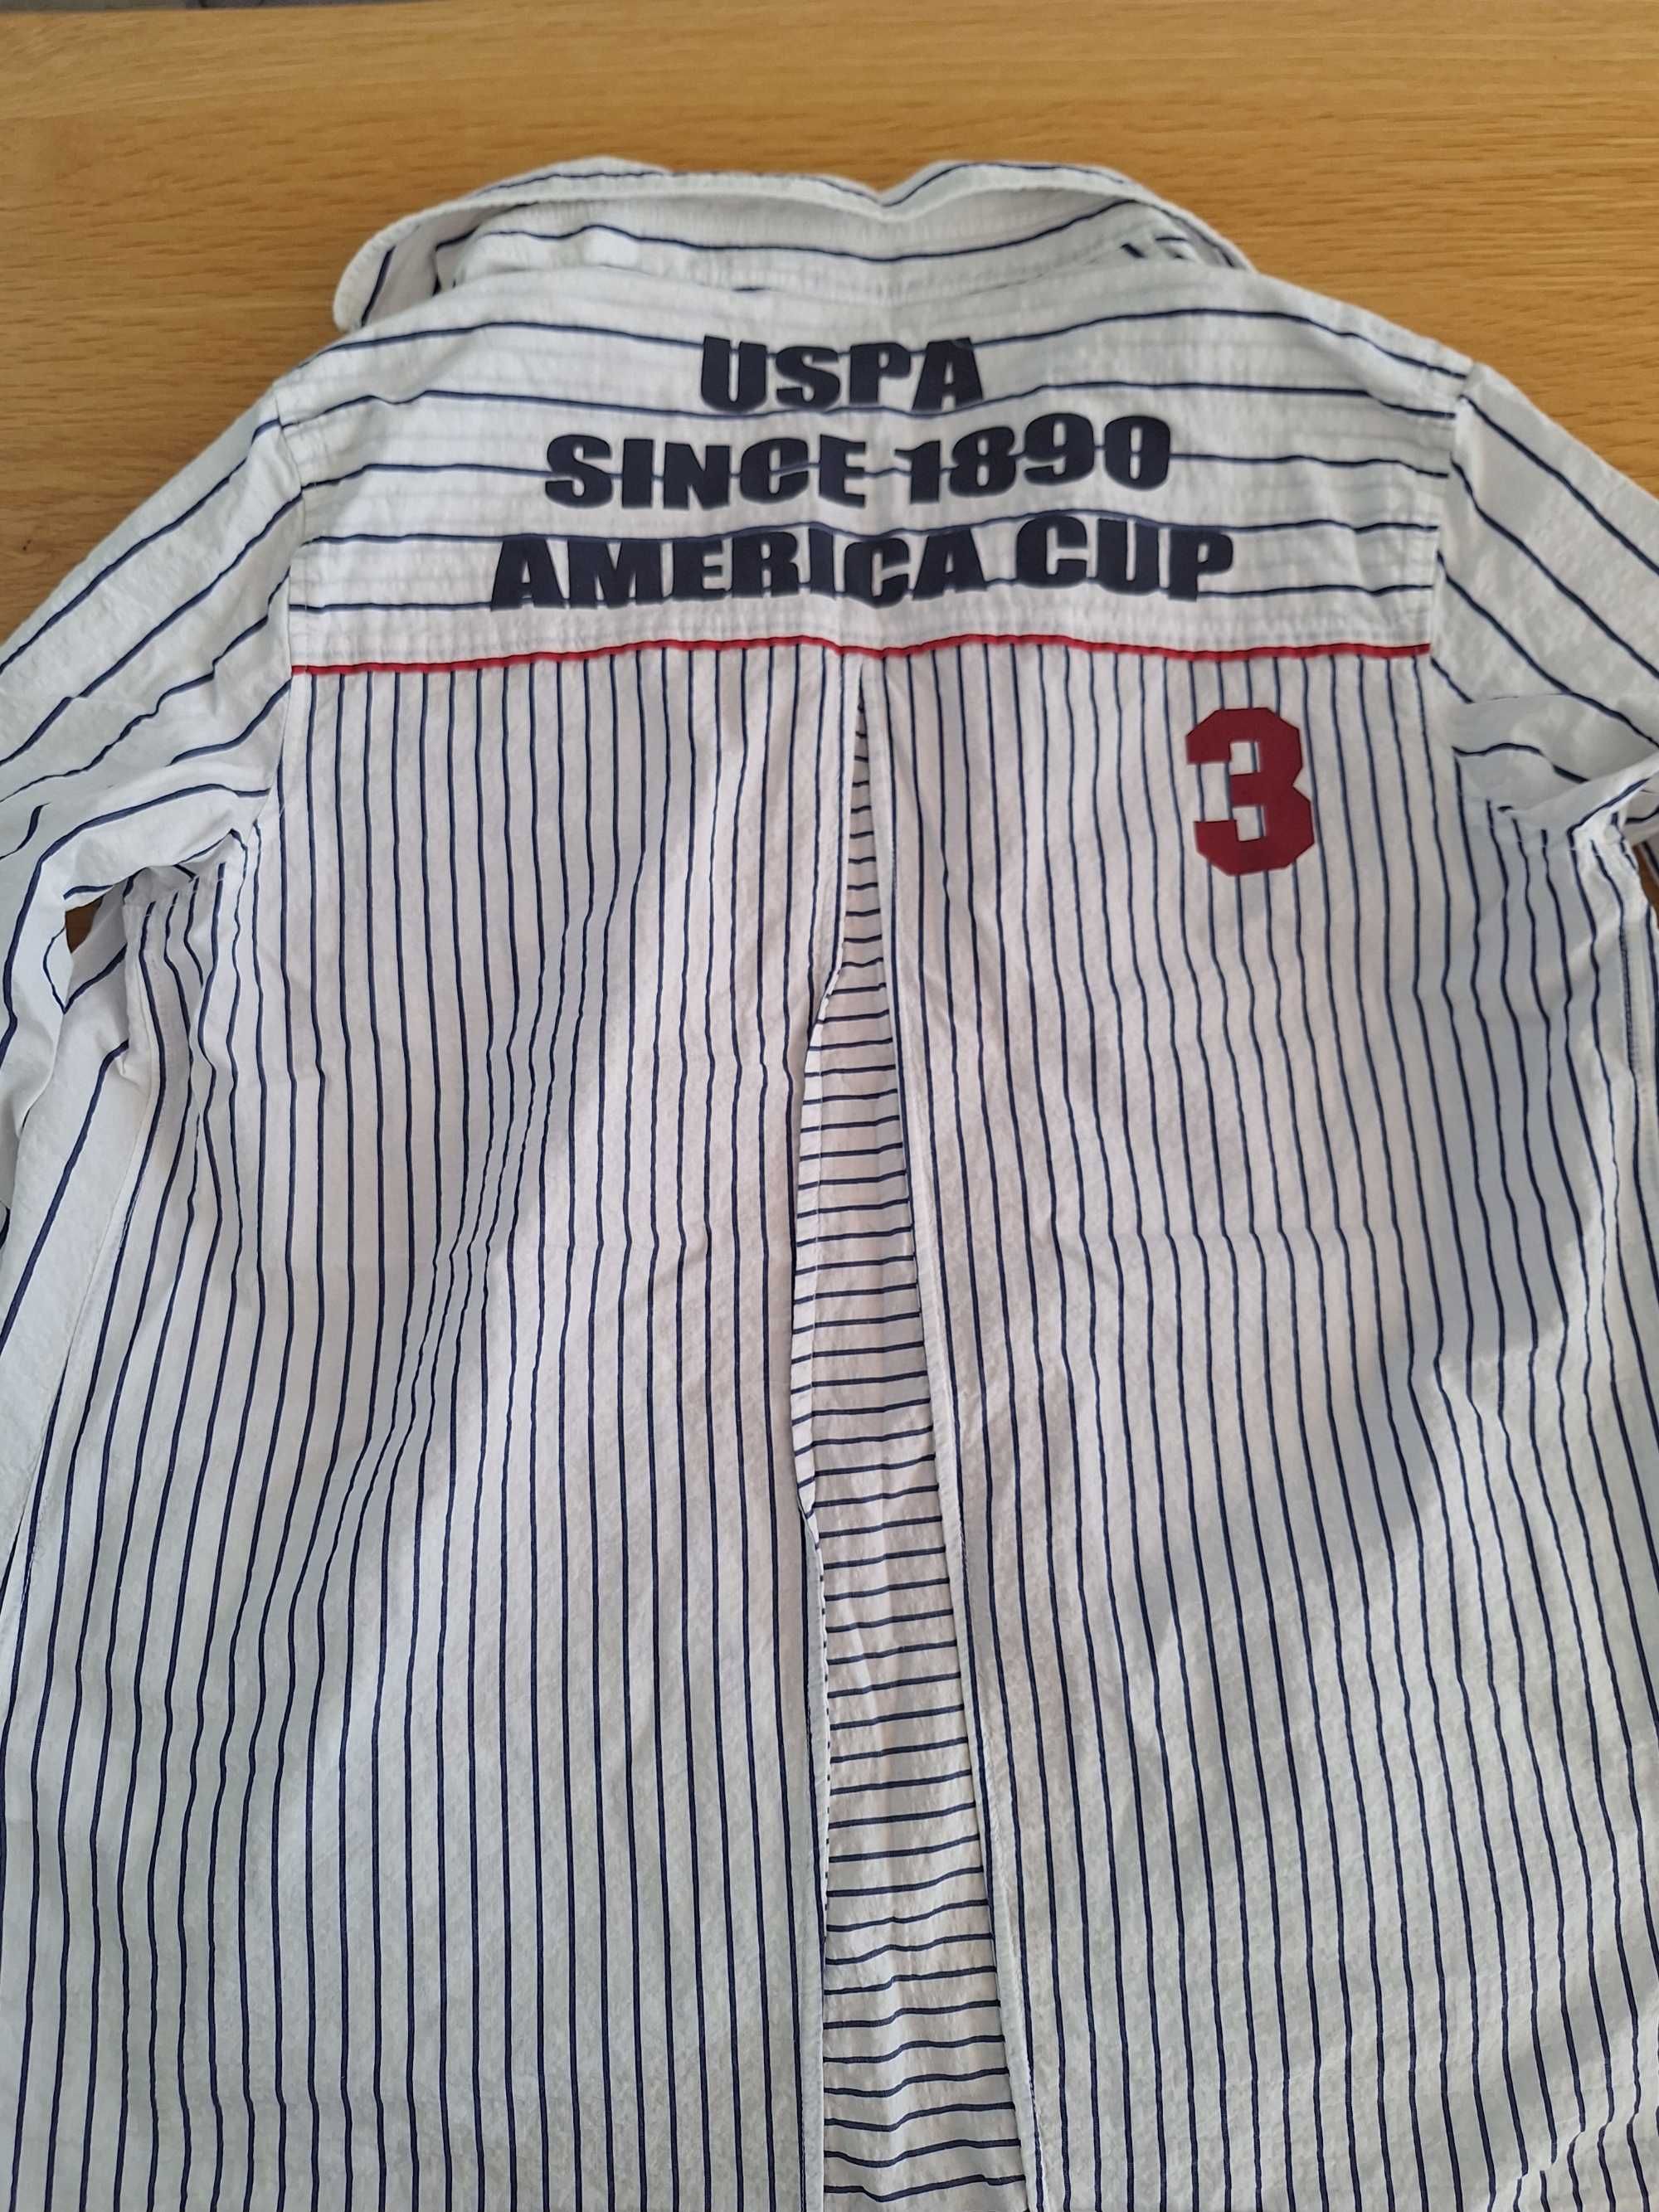 USPA
SINCE 1890
AMERICA CUP
3